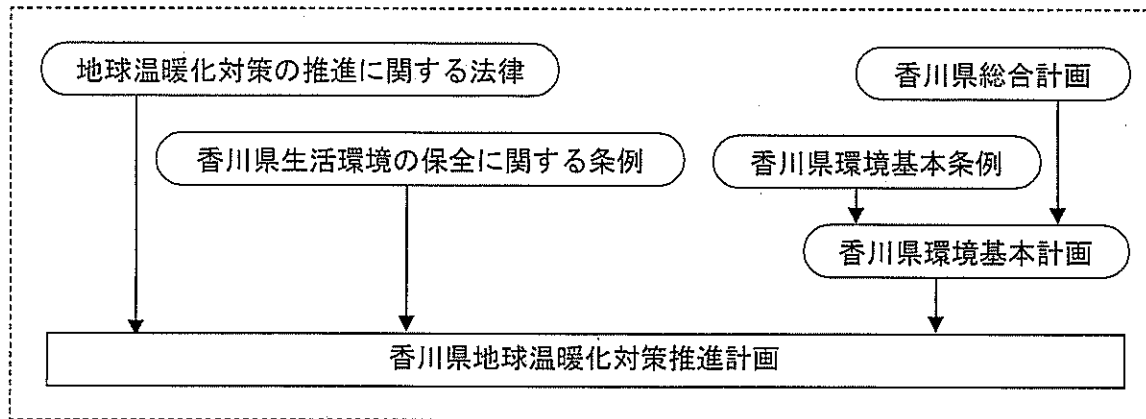 地球温暖化対策の推進に関する法律
香川県総合計画
香川県生活環境の保全に関する条例
香川県環境基本条例
香川県環境基本計画
香川県地球温暖化対策推進計画